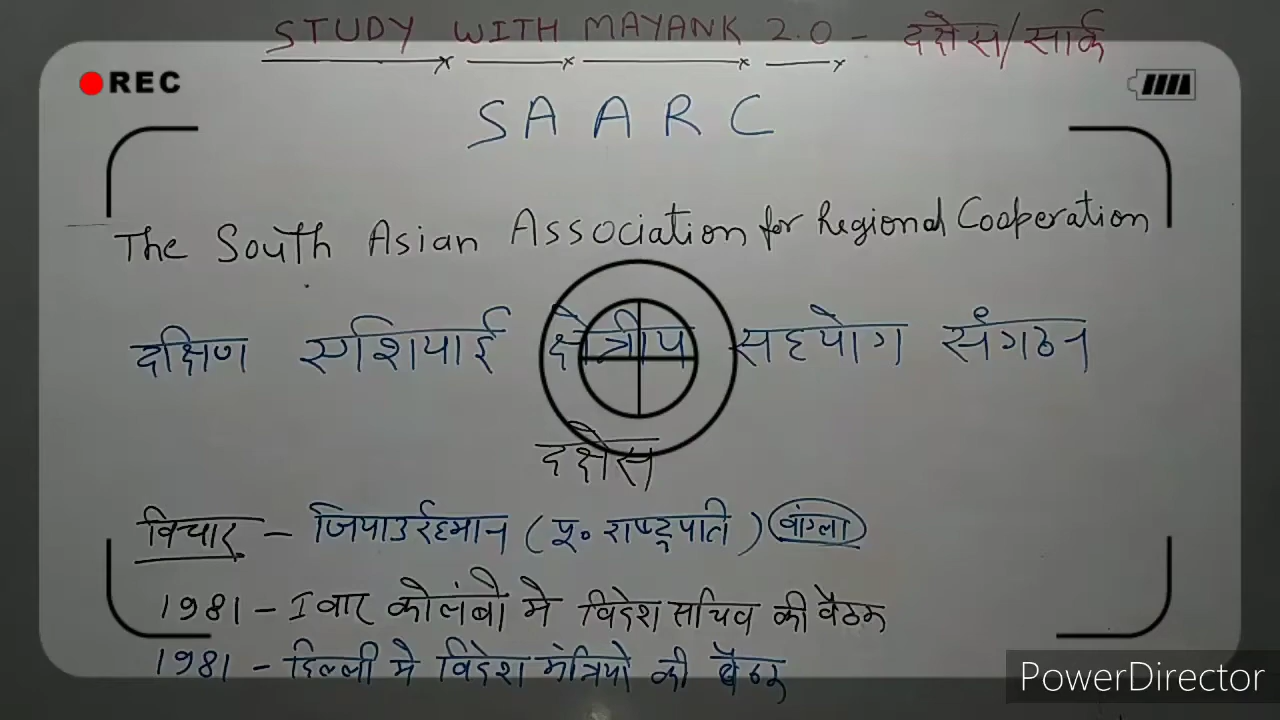 STUDY WITH MAYANK 2.0 - दक्षेस/सार्क
REC
SAARC
The South Asian Association for Regional Cooperation
दक्षिण एशियाई क्षेत्रीय सहयोग संगठन
दक्षेस
विचार - जियाउर्रहमान (पू० राष्ट्रपति) बांग्ला
1981 - I बार कोलंबो मे विदेश सचिव की बैठक
1981 - दिल्ली मे विदेश मंत्रियो की बैठक
PowerDirector